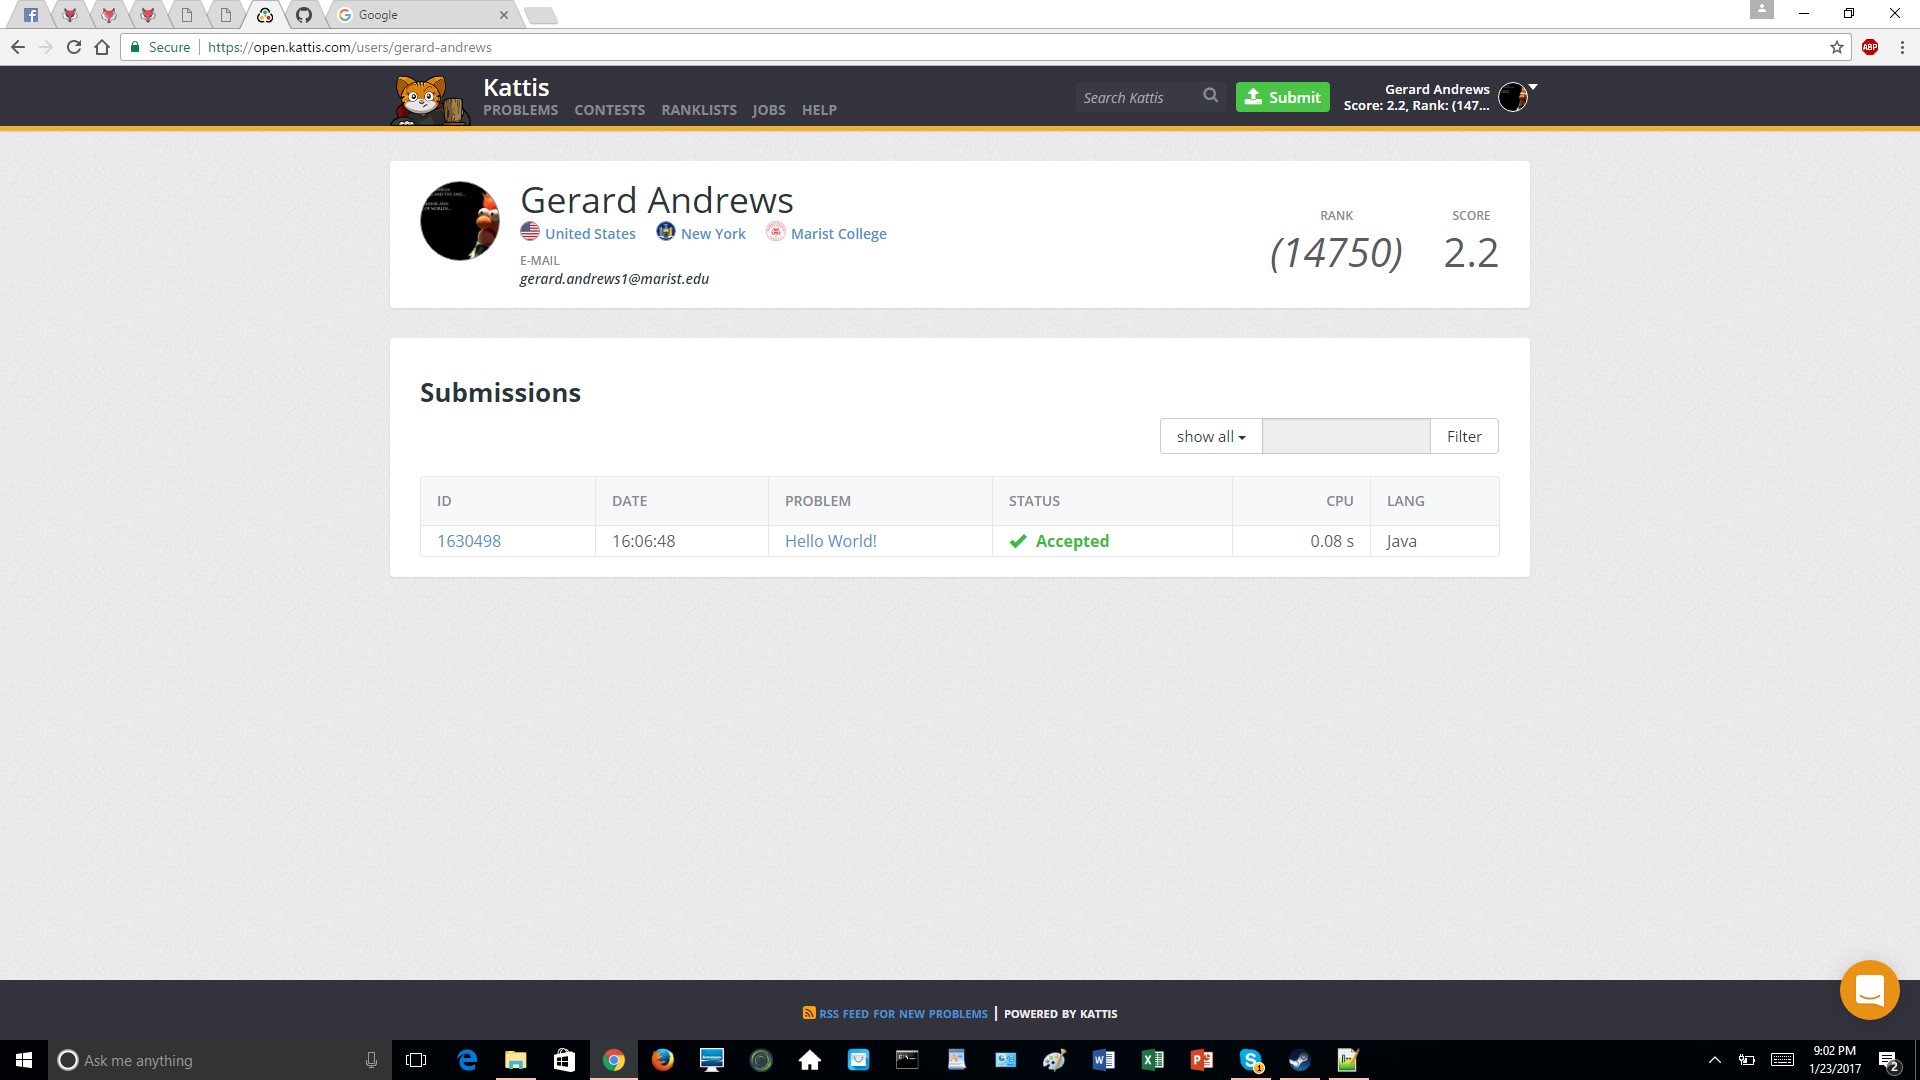 Google
Secure https://open.kattis.com/users/gerard-andrews
ABP
Kattis
PROBLEMS CONTESTS RANKLISTS JOBS HELP
Search Kattis
Submit
Gerard Andrews
Score: 2.2, Rank: (147...
Gerard Andrews
United States New York Marist College
E-MAIL
gerard.andrews1@marist.edu
RANK SCORE
(14750) 2.2
Submissions
show all Filter
ID DATE PROBLEM STATUS CPU LANG
1630498 16:06:48 Hello World! Accepted 0.08 s Java
RSS FEED FOR NEW PROBLEMS | POWERED BY KATTIS
Ask me anything
9:02 PM
1/23/2017
2